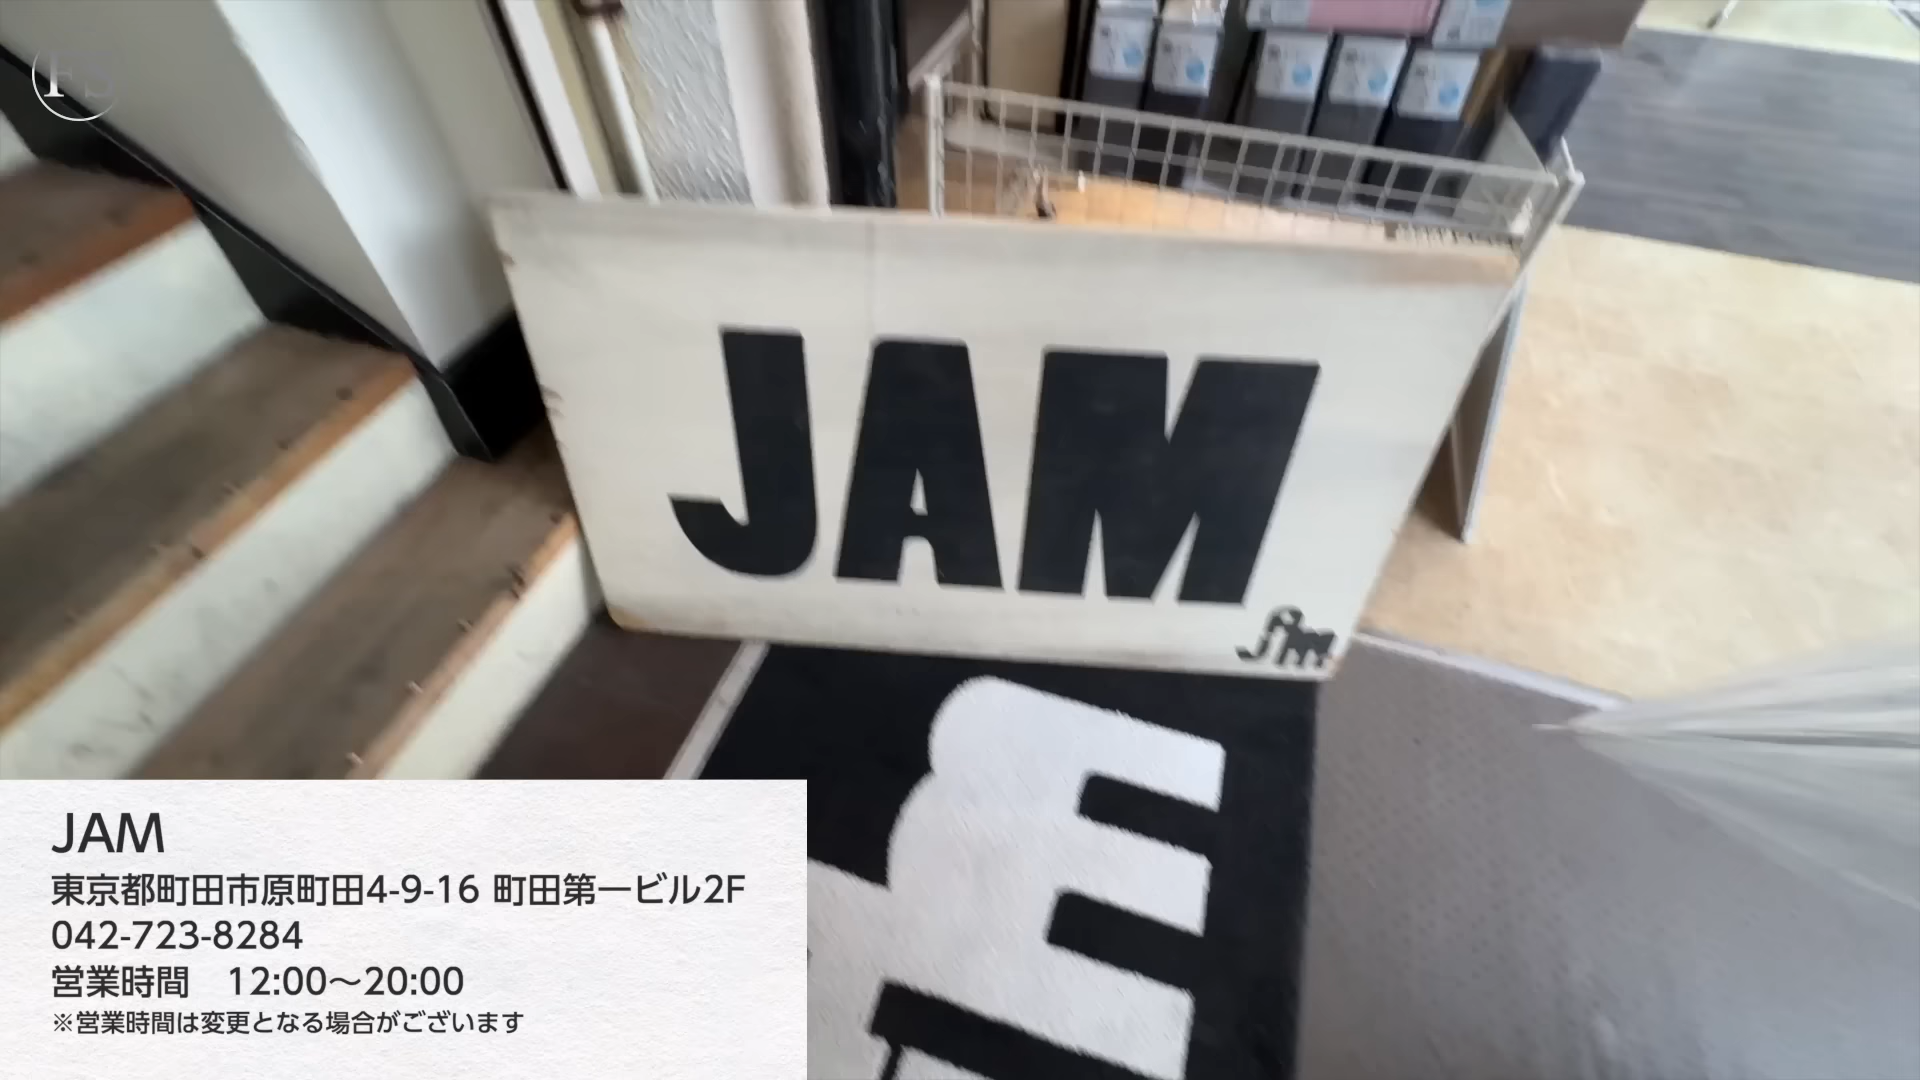 FS
JAM
JAM
JAM
東京都町田市原町田4-9-16 町田第一ビル2F
042-723-8284
営業時間　12:00～20:00
※営業時間は変更となる場合がございます